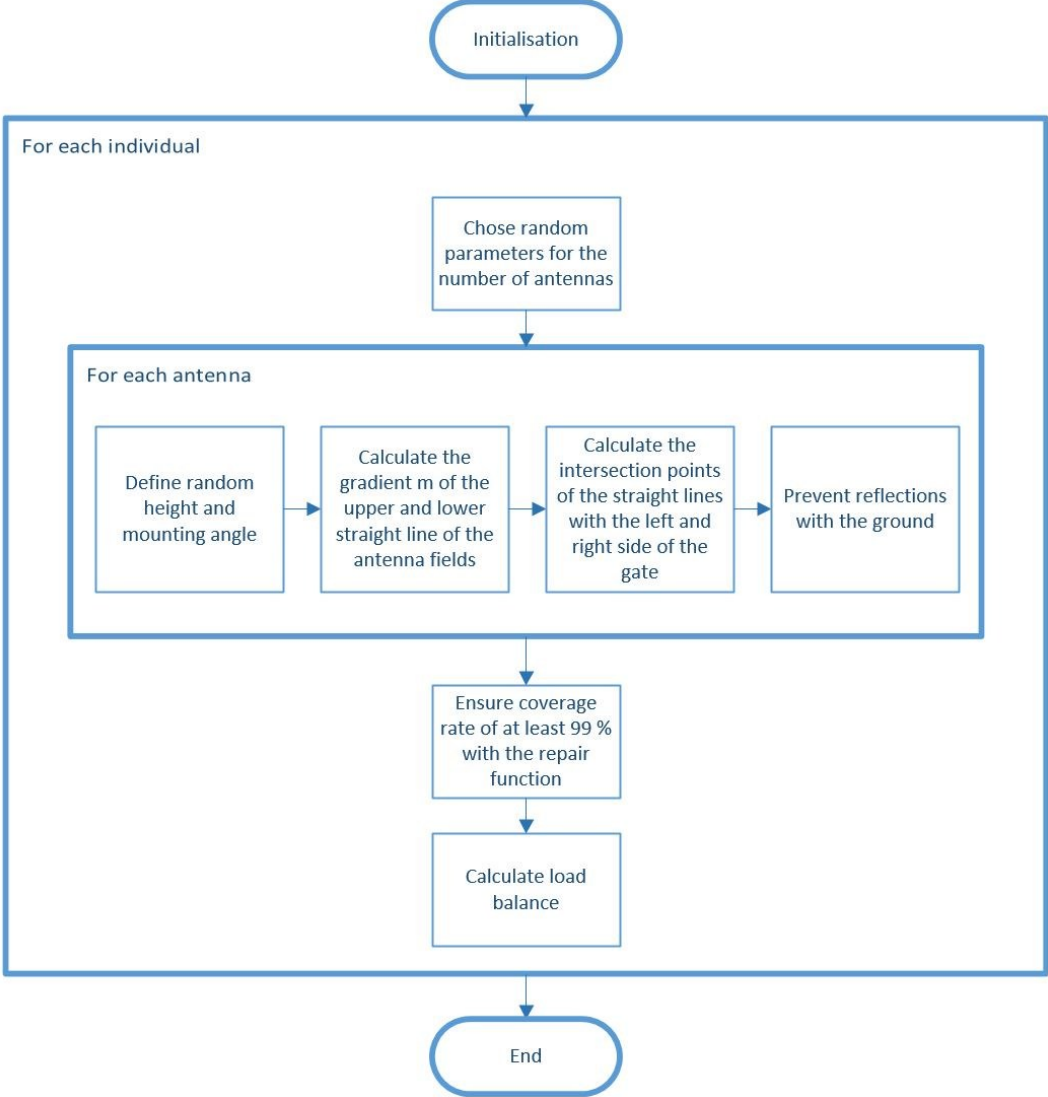 Initialisation
For each individual
Chose random
parameters for the
number of antennas
For each antenna
Define random
height and
mounting angle
Calculate the
gradient m of the
upper and lower
straight line of the
antenna fields
Calculate the
intersection points
of the straight lines
with the left and
right side of the
gate
Prevent reflections
with the ground
Ensure coverage
rate of at least 99 %
with the repair
function
Calculate load
balance
End